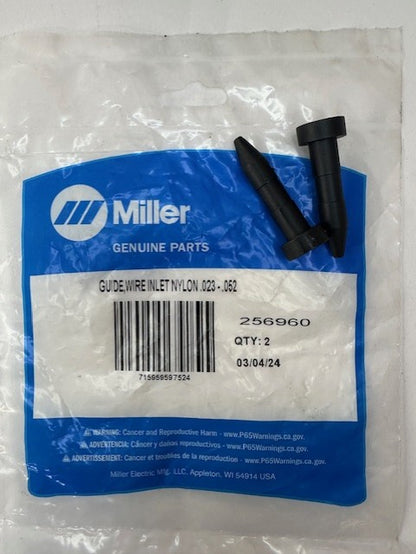 Miller
GENUINE PARTS
GUIDE,WIRE INLET NYLON .023 - .052
256960
QTY: 2
03/04/24
715959597524
WARNING: Cancer and Reproductive Harm - www.P65Warnings.ca.gov.
ADVERTENCIA: Cáncer y daños reproductivos - www.P65Warnings.ca.gov.
AVERTISSEMENT: Cancer et troubles de la reproduction - www.P65Warnings.ca.gov.
Miller Electric Mfg. LLC, Appleton, WI 54914 USA